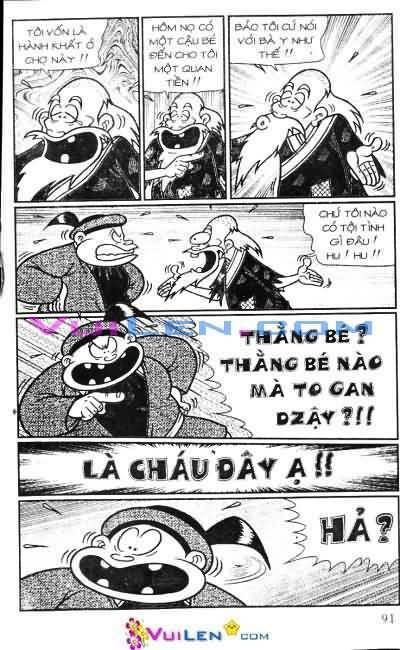 TÔI VỐN LÀ
HÀNH KHẤT Ở
CHỢ NÀY !!
HÔM NỌ CÓ
MỘT CẬU BÉ
ĐẾN CHO TÔI
MỘT QUAN
TIỀN !!
BẢO TÔI CỨ NÓI
VỚI BÀ Y NHƯ
THẾ !!
CHỨ TÔI NÀO
CÓ TỘI TÌNH
GÌ ĐÂU !
HU ! HU !!
VUILEN.COM
THẰNG BÉ ?
THẰNG BÉ NÀO
MÀ TO GAN
DZẬY ?!!
LÀ CHÁU ĐÂY Ạ !!
HẢ ?
91
VUILEN.COM